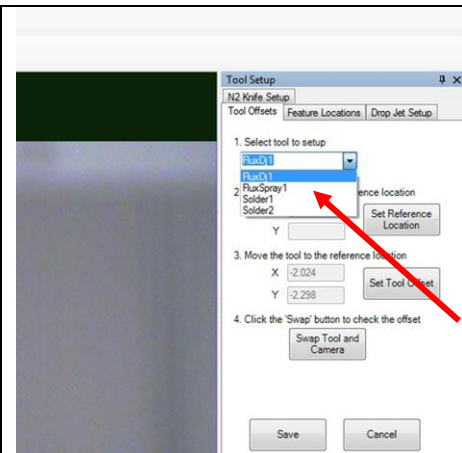 Tool Setup
N2 Knife Setup
Tool Offsets Feature Locations Drop Jet Setup
1. Select tool to setup
FluxDj1
FluxDj1
FluxSpray1
Solder1
Solder2
2 ence location
Set Reference
Location
Y
3. Move the tool to the reference location
X -2.024
Set Tool Offset
Y -2.298
4. Click the 'Swap' button to check the offset
Swap Tool and
Camera
Save Cancel